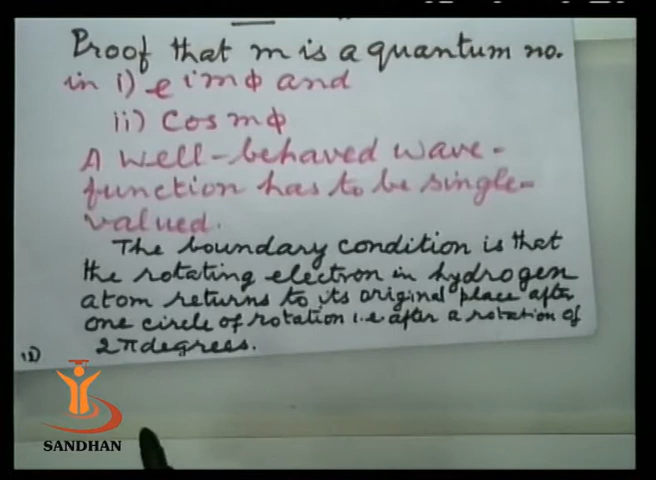 Proof that m is a quantum no.
in i) e imϕ and
ii) Cos mϕ
A well-behaved wave-
function has to be single-
valued.
The boundary condition is that
the rotating electron in hydrogen
atom returns to its original place after
one circle of rotation i.e after a rotation of
2π degrees.
SANDHAN